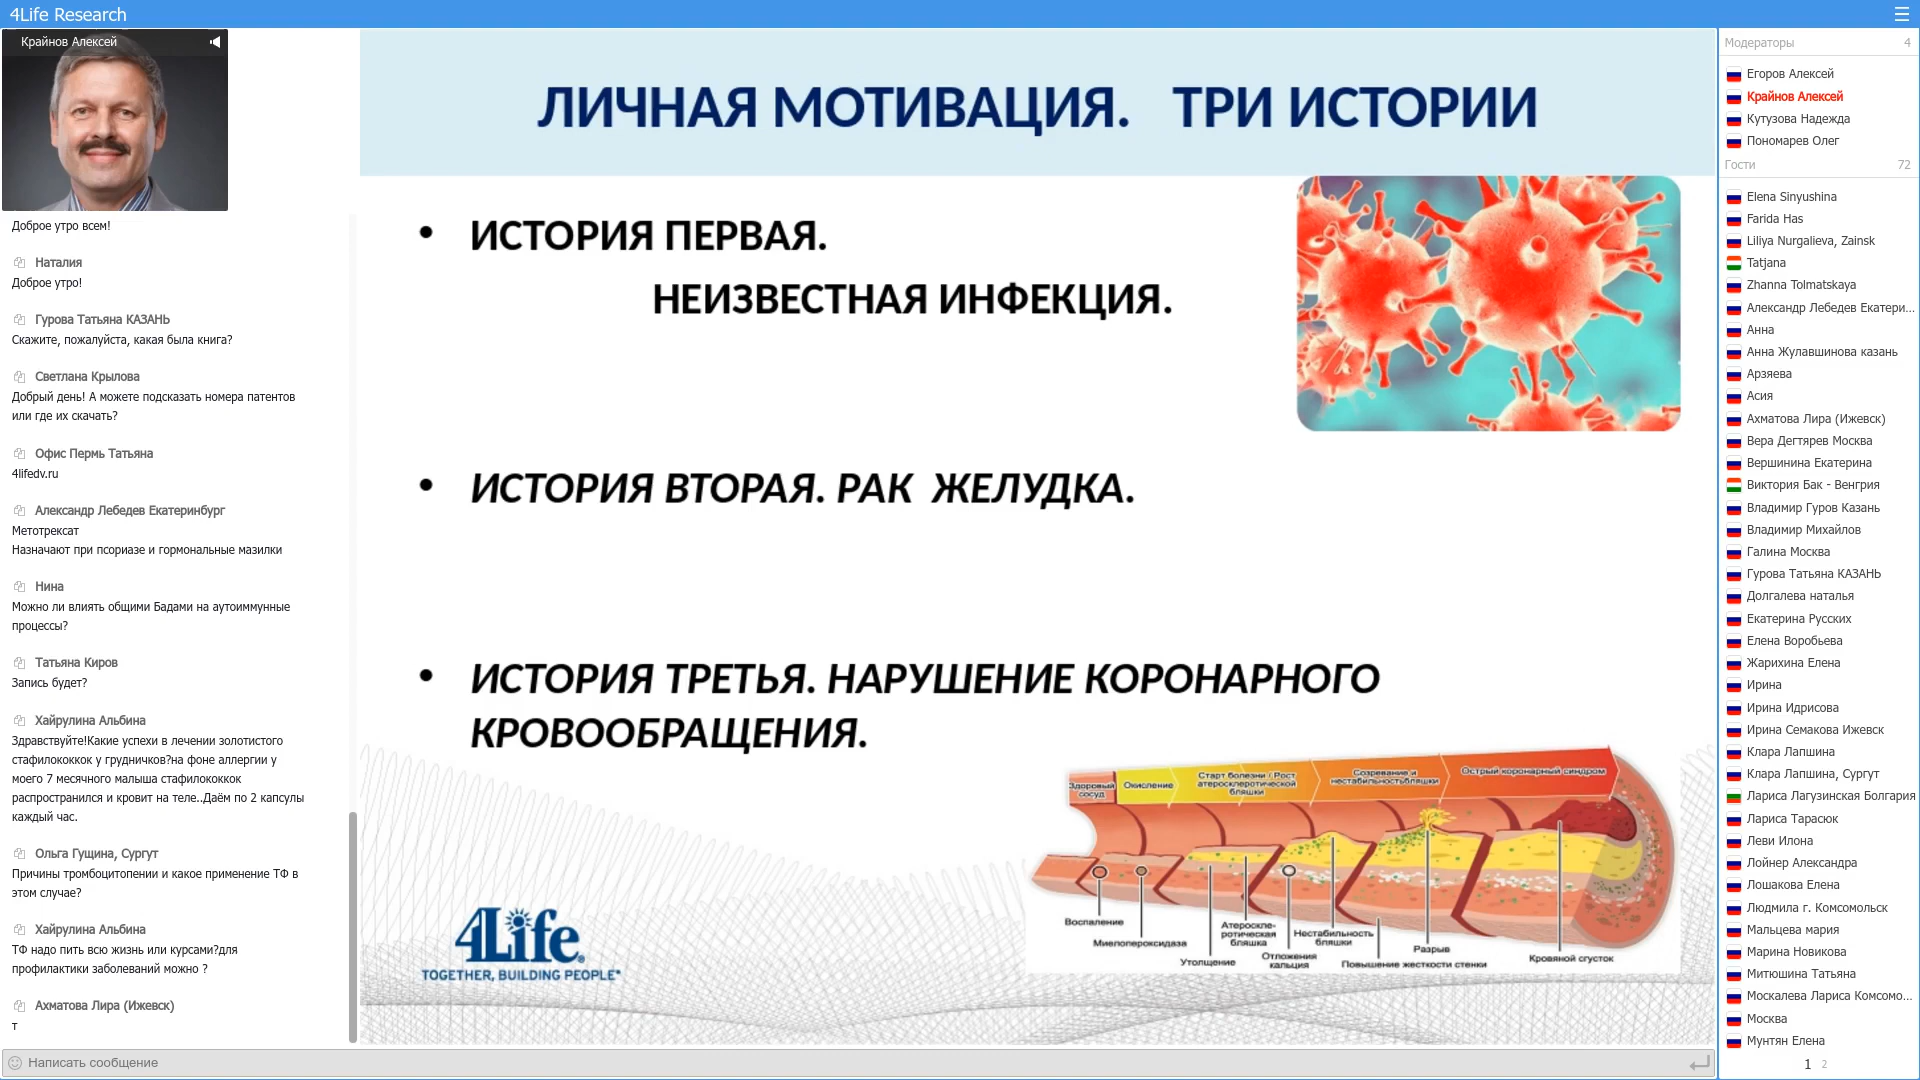 4Life Research
Крайнов Алексей
Доброе утро всем!
Наталия
Доброе утро!
Гурова Татьяна КАЗАНЬ
Скажите, пожалуйста, какая была книга?
Светлана Крылова
Добрый день! А можете подсказать номера патентов
или где их скачать?
Офис Пермь Татьяна
4lifedv.ru
Александр Лебедев Екатеринбург
Метотрексат
Назначают при псориазе и гормональные мазилки
Нина
Можно ли влиять общими Бадами на аутоиммунные
процессы?
Татьяна Киров
Запись будет?
Хайрулина Альбина
Здравствуйте!Какие успехи в лечении золотистого
стафилококкок у грудничков?на фоне аллергии у
моего 7 месячного малыша стафилококкок
распространился и кровит на теле..Даём по 2 капсулы
каждый час.
Ольга Гущина, Сургут
Причины тромбоцитопении и какое применение ТФ в
этом случае?
Хайрулина Альбина
ТФ надо пить всю жизнь или курсами?для
профилактики заболеваний можно ?
Ахматова Лира (Ижевск)
т
Написать сообщение
ЛИЧНАЯ МОТИВАЦИЯ. ТРИ ИСТОРИИ
• ИСТОРИЯ ПЕРВАЯ.
НЕИЗВЕСТНАЯ ИНФЕКЦИЯ.
• ИСТОРИЯ ВТОРАЯ. РАК ЖЕЛУДКА.
• ИСТОРИЯ ТРЕТЬЯ. НАРУШЕНИЕ КОРОНАРНОГО
КРОВООБРАЩЕНИЯ.
Здоровый
сосуд
Окисление
Старт болезни / Рост
атеросклеротической
бляшки
Созревание и
нестабильностьбляшки
Острый коронарный синдром
Воспаление
Миелопероксидаза
Утолщение
Атероскле-
ротическая
бляшка
Отложения
кальция
Нестабильность
бляшки
Повышение жесткости стенки
Разрыв
Кровяной сгусток
4Life®
TOGETHER, BUILDING PEOPLE™
Модераторы 4
Егоров Алексей
Крайнов Алексей
Кутузова Надежда
Пономарев Олег
Гости 72
Elena Sinyushina
Farida Has
Liliya Nurgalieva, Zainsk
Tatjana
Zhanna Tolmatskaya
Александр Лебедев Екатери...
Анна
Анна Жулавшинова казань
Арзяева
Асия
Ахматова Лира (Ижевск)
Вера Дегтярев Москва
Вершинина Екатерина
Виктория Бак - Венгрия
Владимир Гуров Казань
Владимир Михайлов
Галина Москва
Гурова Татьяна КАЗАНЬ
Долгалева наталья
Екатерина Русских
Елена Воробьева
Жарихина Елена
Ирина
Ирина Идрисова
Ирина Семакова Ижевск
Клара Лапшина
Клара Лапшина, Сургут
Лариса Лагузинская Болгария
Лариса Тарасюк
Леви Илона
Лойнер Александра
Лошакова Елена
Людмила г. Комсомольск
Мальцева мария
Марина Новикова
Митюшина Татьяна
Москалева Лариса Комсомо...
Москва
Мунтян Елена
1 2